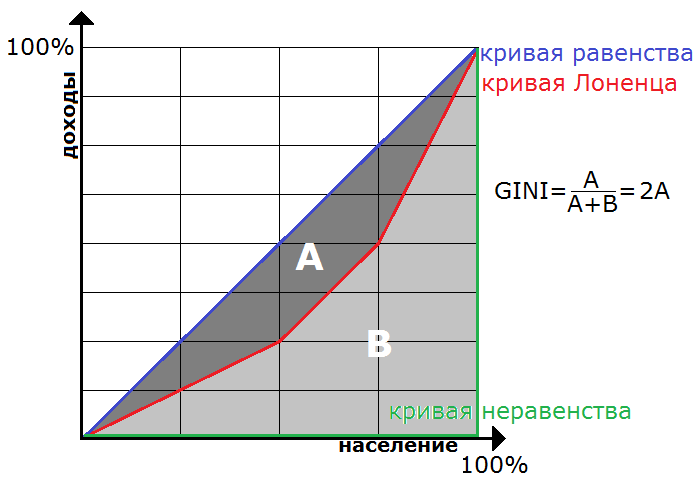 100%
доходы
кривая равенства
кривая Лоненца
GINI=A/A+B=2A
A
B
кривая неравенства
население
100%